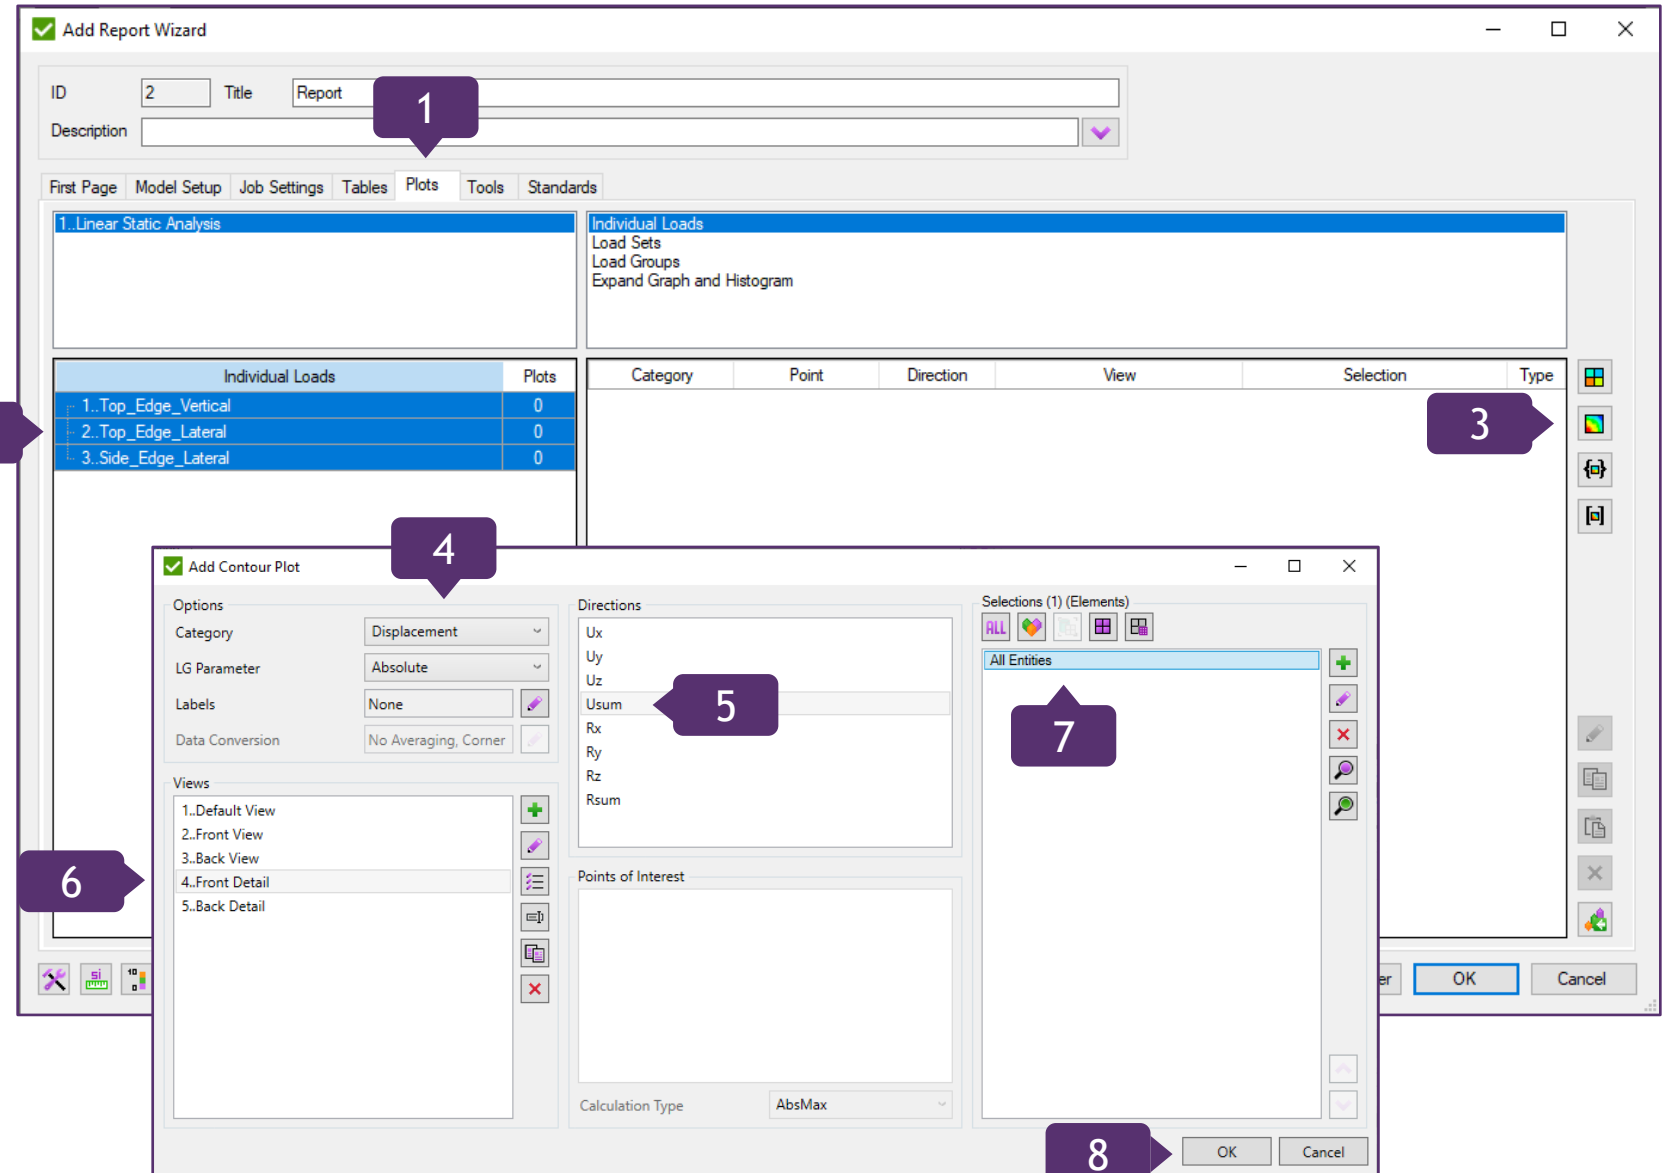 Add Report Wizard
ID 2 Title Report
1
Description
First Page Model Setup Job Settings Tables Plots Tools Standards
1..Linear Static Analysis
Individual Loads
Load Sets
Load Groups
Expand Graph and Histogram
Individual Loads Plots
1..Top_Edge_Vertical 0
2..Top_Edge_Lateral 0
3..Side_Edge_Lateral 0
Category Point Direction View Selection Type
3
4
Add Contour Plot
Options
Category Displacement
LG Parameter Absolute
Labels None
Data Conversion No Averaging, Corner
Views
1..Default View
2..Front View
3..Back View
4..Front Detail
5..Back Detail
6
Directions
Ux
Uy
Uz
Usum
Rx
Ry
Rz
Rsum
5
Points of Interest
Calculation Type AbsMax
Selections (1) (Elements)
ALL
All Entities
7
8
OK Cancel
si
10
0
er OK Cancel